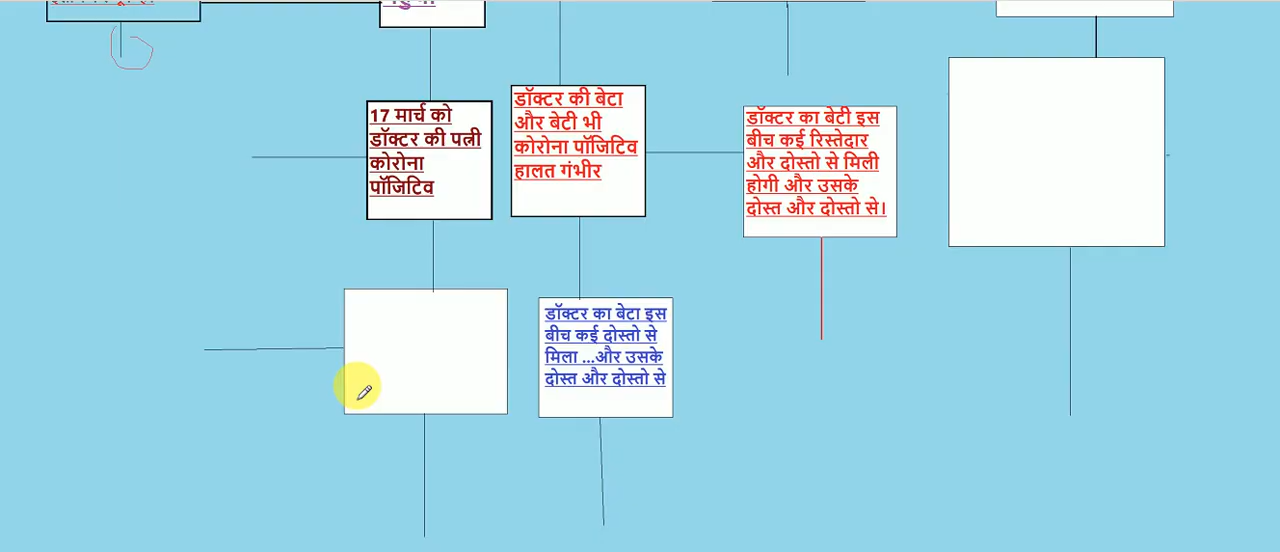 17 मार्च को
डॉक्टर की पत्नी
कोरोना
पॉजिटिव
डॉक्टर की बेटा
और बेटी भी
कोरोना पॉजिटिव
हालत गंभीर
डॉक्टर का बेटी इस
बीच कई रिस्तेदार
और दोस्तो से मिली
होगी और उसके
दोस्त और दोस्तो से।
डॉक्टर का बेटा इस
बीच कई दोस्तो से
मिला ...और उसके
दोस्त और दोस्तो से